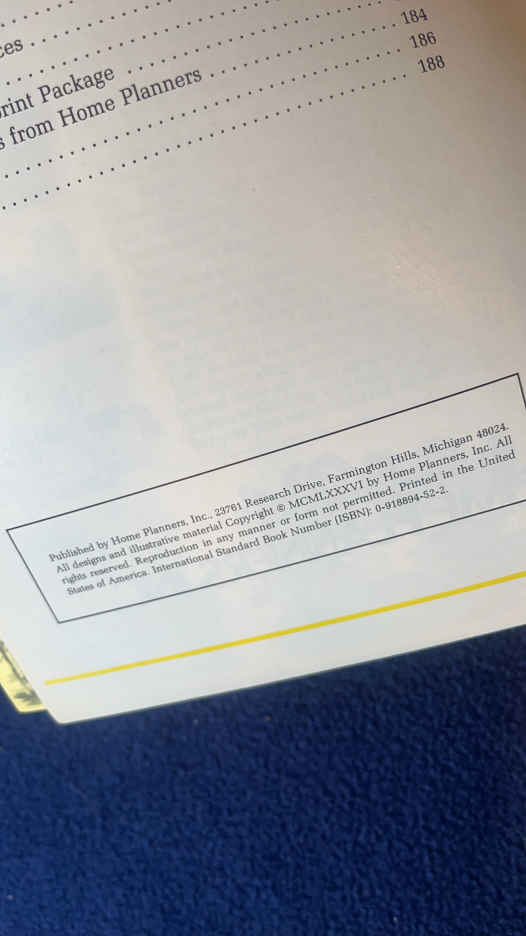 ces . . . . . . . . . . . . . . . . . . . .
rint Package . . . . . . . . . . . . . . . . 184
s from Home Planners . . . . . . . . . . . . . . 186
. . . . . . . . . . . . . . . . . . . . . . . . 188
Published by Home Planners, Inc., 23761 Research Drive, Farmington Hills, Michigan 48024.
All designs and illustrative material Copyright © MCMLXXXVI by Home Planners, Inc. All
rights reserved. Reproduction in any manner or form not permitted. Printed in the United
States of America. International Standard Book Number (ISBN): 0-918894-52-2.